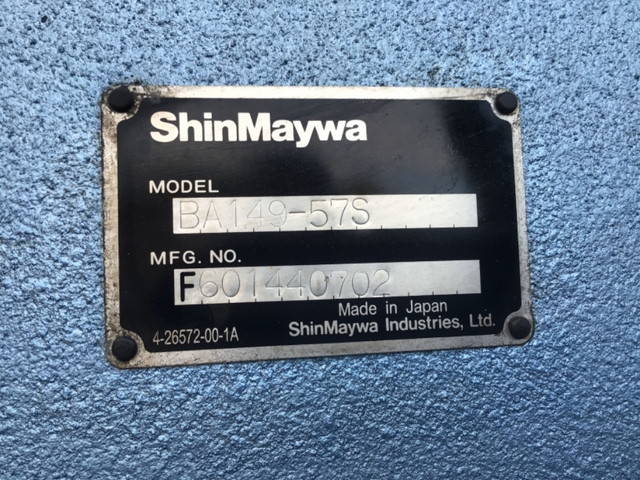 ShinMaywa
MODEL
BA149-57S
MFG. NO.
F601440702
Made in Japan
4-26572-00-1A
ShinMaywa Industries, Ltd.